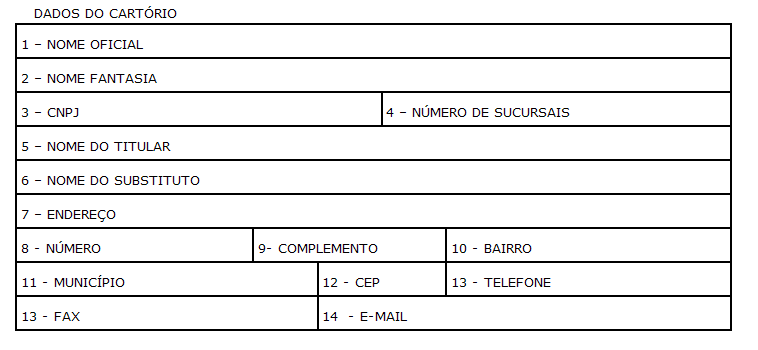 DADOS DO CARTÓRIO
1 – NOME OFICIAL
2 – NOME FANTASIA
3 – CNPJ 4 – NÚMERO DE SUCURSAIS
5 – NOME DO TITULAR
6 – NOME DO SUBSTITUTO
7 – ENDEREÇO
8 - NÚMERO 9- COMPLEMENTO 10 - BAIRRO
11 - MUNICÍPIO 12 - CEP 13 - TELEFONE
13 - FAX 14 - E-MAIL